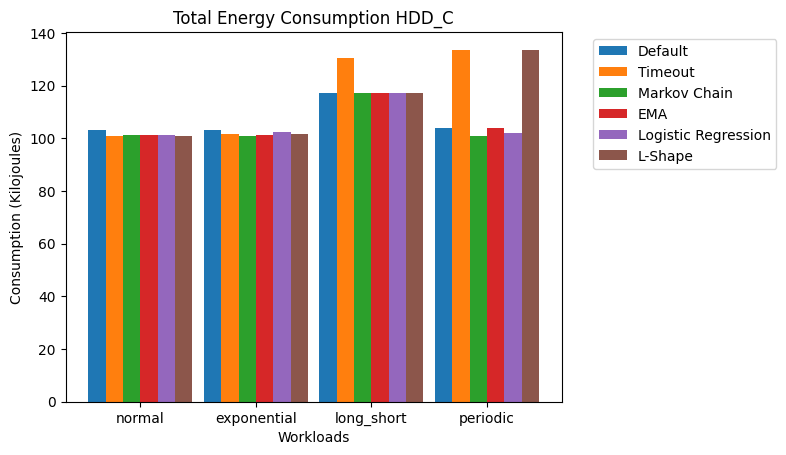 Total Energy Consumption HDD_C
Consumption (Kilojoules)
140
120
100
80
60
40
20
0
normal exponential long_short periodic
Workloads
Default
Timeout
Markov Chain
EMA
Logistic Regression
L-Shape